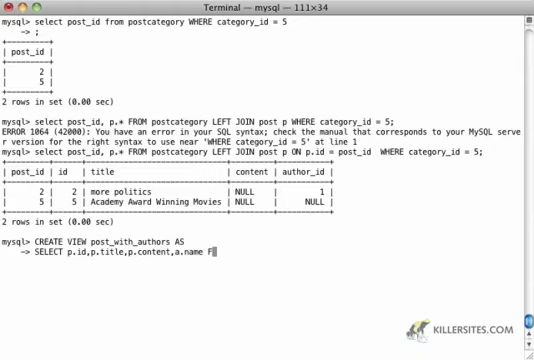 Terminal — mysql — 111×34
mysql> select post_id from postcategory WHERE category_id = 5
-> ;
+---------+
| post_id |
+---------+
| 2 |
| 5 |
+---------+
2 rows in set (0.00 sec)
mysql> select post_id, p.* FROM postcategory LEFT JOIN post p WHERE category_id = 5;
ERROR 1064 (42000): You have an error in your SQL syntax; check the manual that corresponds to your MySQL serve
r version for the right syntax to use near 'WHERE category_id = 5' at line 1
mysql> select post_id, p.* FROM postcategory LEFT JOIN post p ON p.id = post_id  WHERE category_id = 5;
+---------+----+-----------------------------+---------+-----------+
| post_id | id | title | content | author_id |
+---------+----+-----------------------------+---------+-----------+
| 2 | 2 | more politics | NULL | 1 |
| 5 | 5 | Academy Award Winning Movies | NULL | NULL |
+---------+----+-----------------------------+---------+-----------+
2 rows in set (0.00 sec)
mysql> CREATE VIEW post_with_authors AS
-> SELECT p.id,p.title,p.content,a.name F
KILLERSITES.COM